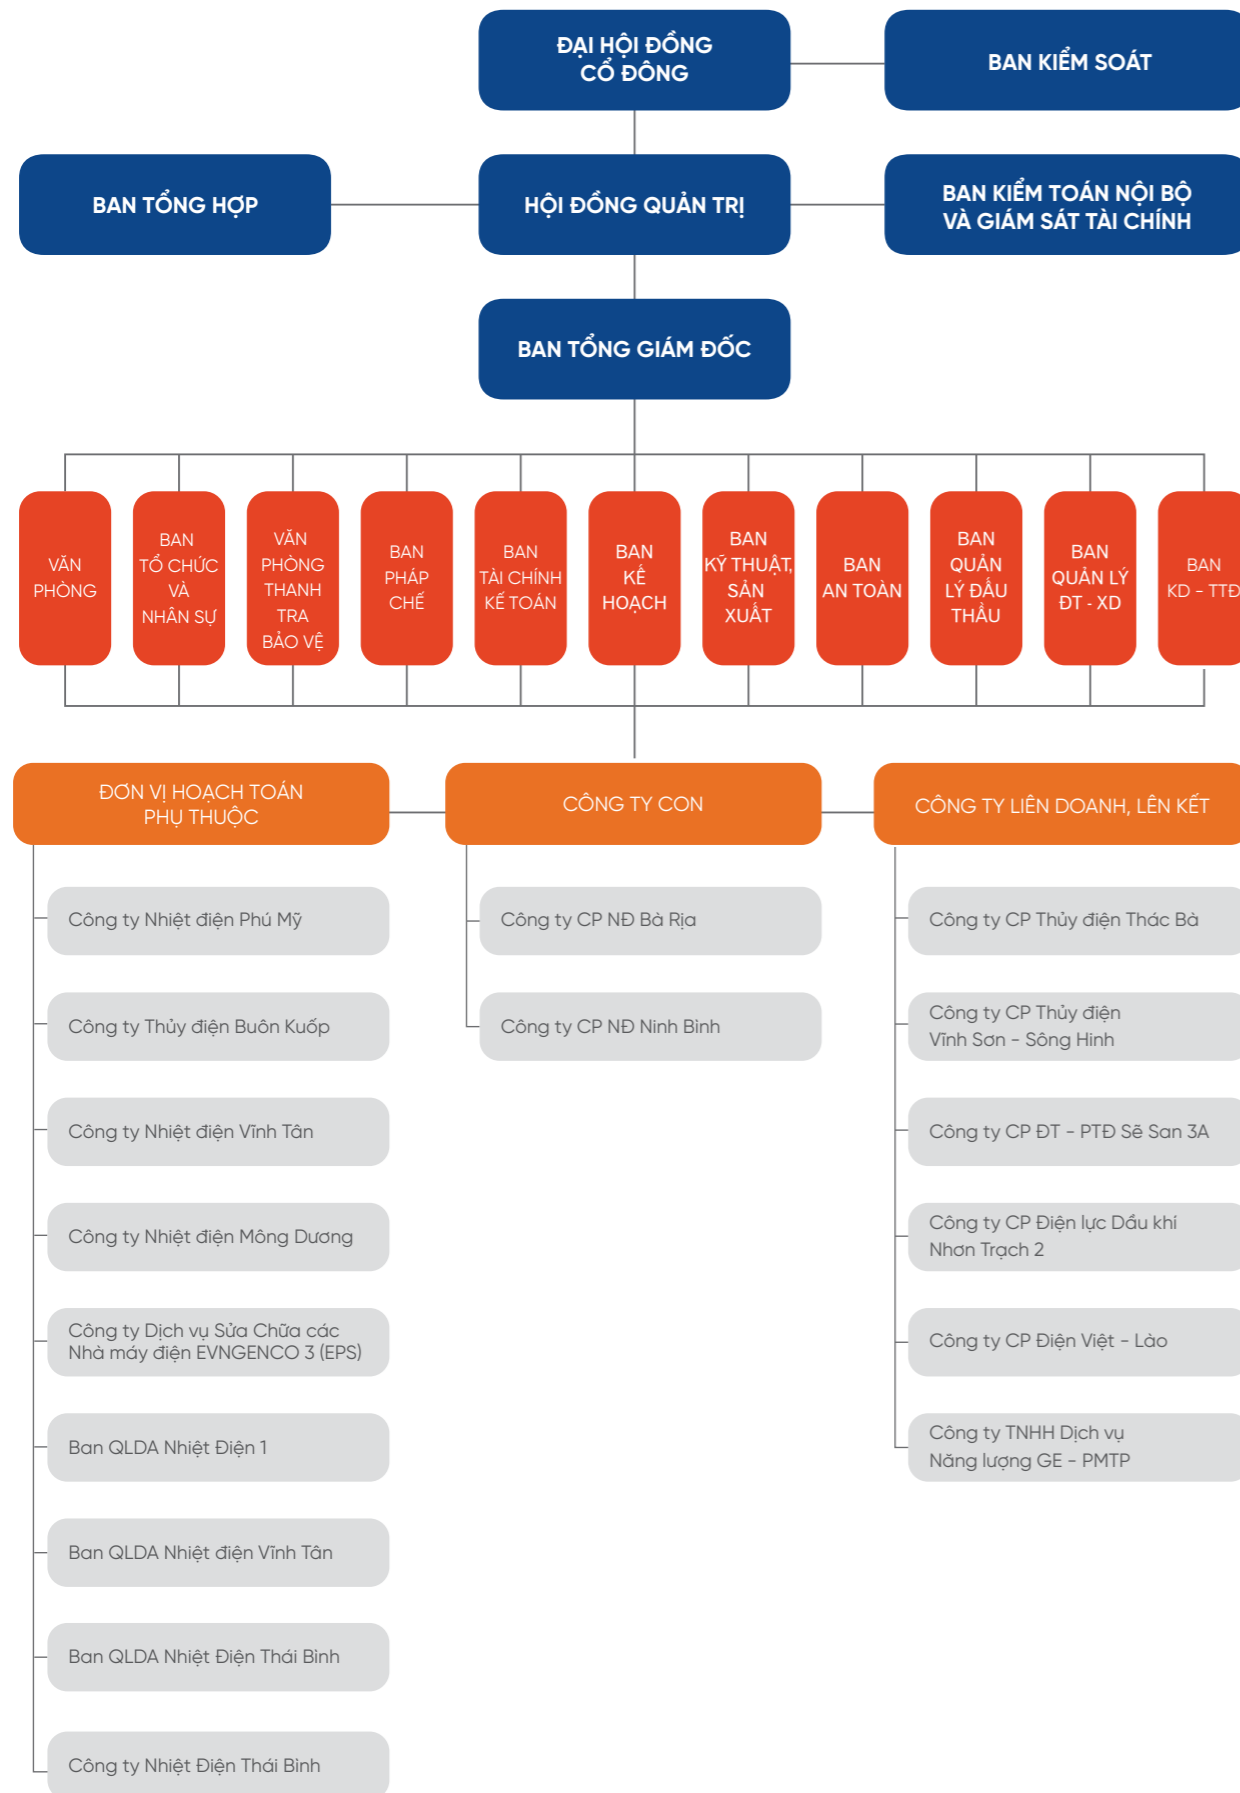 ĐẠI HỘI ĐỒNG
CỔ ĐÔNG
BAN KIỂM SOÁT
BAN TỔNG HỢP
HỘI ĐỒNG QUẢN TRỊ
BAN KIỂM TOÁN NỘI BỘ
VÀ GIÁM SÁT TÀI CHÍNH
BAN TỔNG GIÁM ĐỐC
VĂN
PHÒNG
BAN
TỔ CHỨC
VÀ
NHÂN SỰ
VĂN
PHÒNG
THANH
TRA
BẢO VỆ
BAN
PHÁP
CHẾ
BAN
TÀI CHÍNH
KẾ TOÁN
BAN
KẾ
HOẠCH
BAN
KỸ THUẬT,
SẢN
XUẤT
BAN
AN TOÀN
BAN
QUẢN
LÝ ĐẤU
THẦU
BAN
QUẢN LÝ
ĐT - XD
BAN
KD - TTĐ
ĐƠN VỊ HOẠCH TOÁN
PHỤ THUỘC
CÔNG TY CON
CÔNG TY LIÊN DOANH, LÊN KẾT
Công ty Nhiệt điện Phú Mỹ
Công ty Thủy điện Buôn Kuốp
Công ty Nhiệt điện Vĩnh Tân
Công ty Nhiệt điện Mông Dương
Công ty Dịch vụ Sửa Chữa các
Nhà máy điện EVNGENCO 3 (EPS)
Ban QLDA Nhiệt Điện 1
Ban QLDA Nhiệt điện Vĩnh Tân
Ban QLDA Nhiệt Điện Thái Bình
Công ty Nhiệt Điện Thái Bình
Công ty CP NĐ Bà Rịa
Công ty CP NĐ Ninh Bình
Công ty CP Thủy điện Thác Bà
Công ty CP Thủy điện
Vĩnh Sơn - Sông Hinh
Công ty CP ĐT - PTĐ Sê San 3A
Công ty CP Điện lực Dầu khí
Nhơn Trạch 2
Công ty CP Điện Việt - Lào
Công ty TNHH Dịch vụ
Năng lượng GE - PMTP